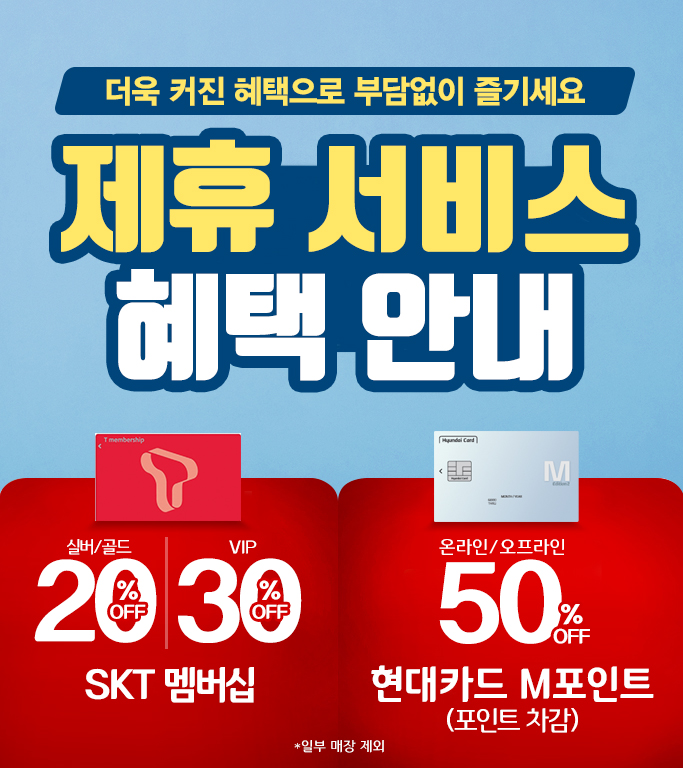 더욱 커진 혜택으로 부담없이 즐기세요
제휴 서비스
혜택 안내
T membership
실버/골드
20% OFF
VIP
30% OFF
SKT 멤버십
Hyundai Card
M
온라인/오프라인
50% OFF
현대카드 M포인트
(포인트 차감)
*일부 매장 제외